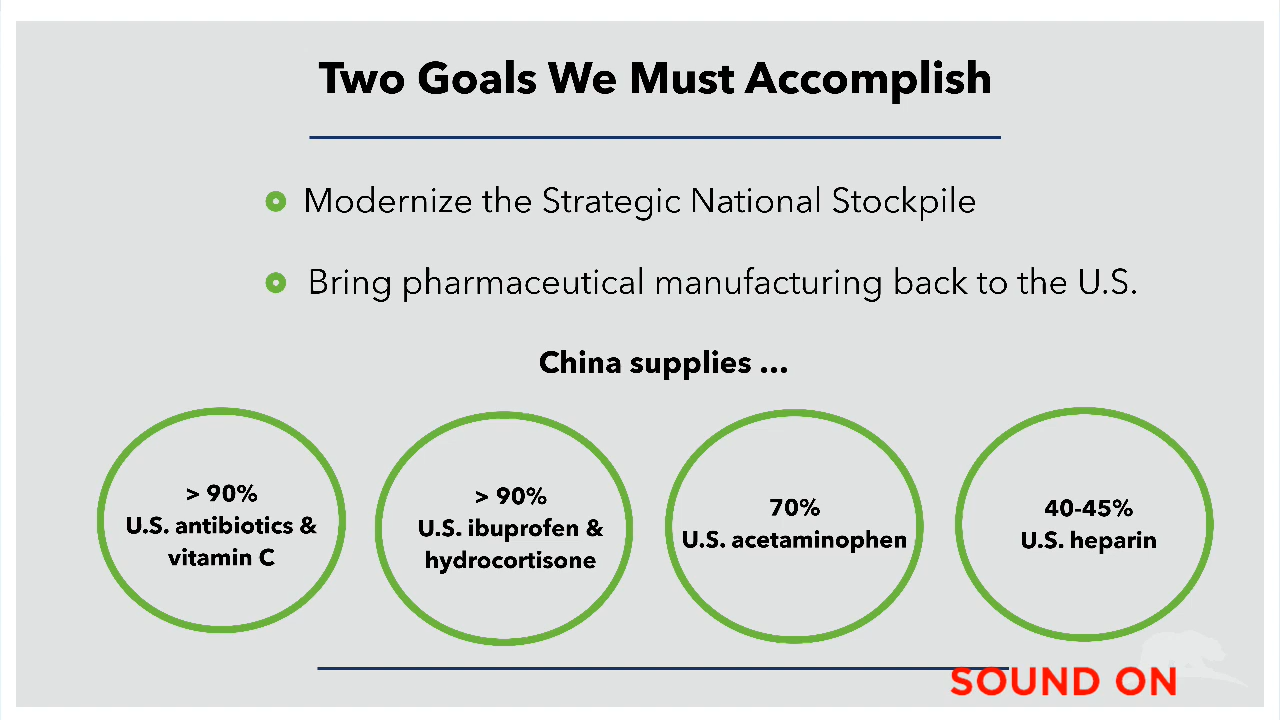 Two Goals We Must Accomplish
Modernize the Strategic National Stockpile
Bring pharmaceutical manufacturing back to the U.S.
China supplies ...
> 90%
U.S. antibiotics &
vitamin C
> 90%
U.S. ibuprofen &
hydrocortisone
70%
U.S. acetaminophen
40-45%
U.S. heparin
SOUND ON